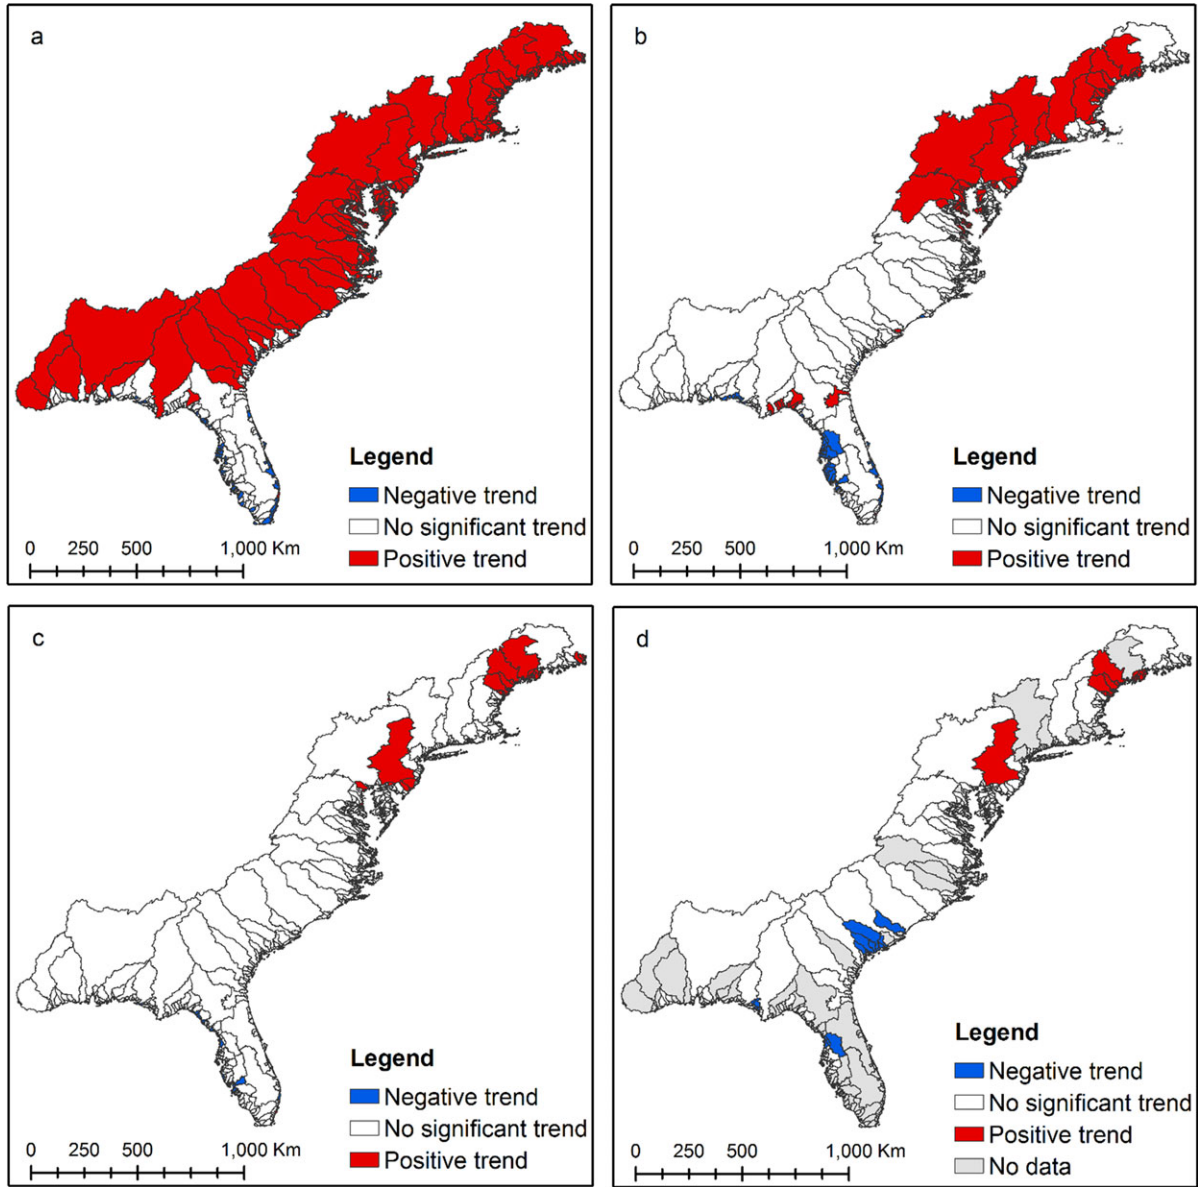 a
Legend
Negative trend
No significant trend
Positive trend
0 250 500 1,000 Km
b
Legend
Negative trend
No significant trend
Positive trend
0 250 500 1,000 Km
c
Legend
Negative trend
No significant trend
Positive trend
0 250 500 1,000 Km
d
Legend
Negative trend
No significant trend
Positive trend
No data
0 250 500 1,000 Km